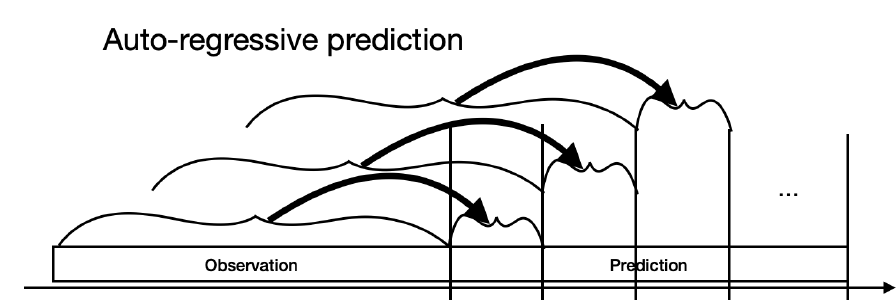 Auto-regressive prediction
...
Observation
Prediction